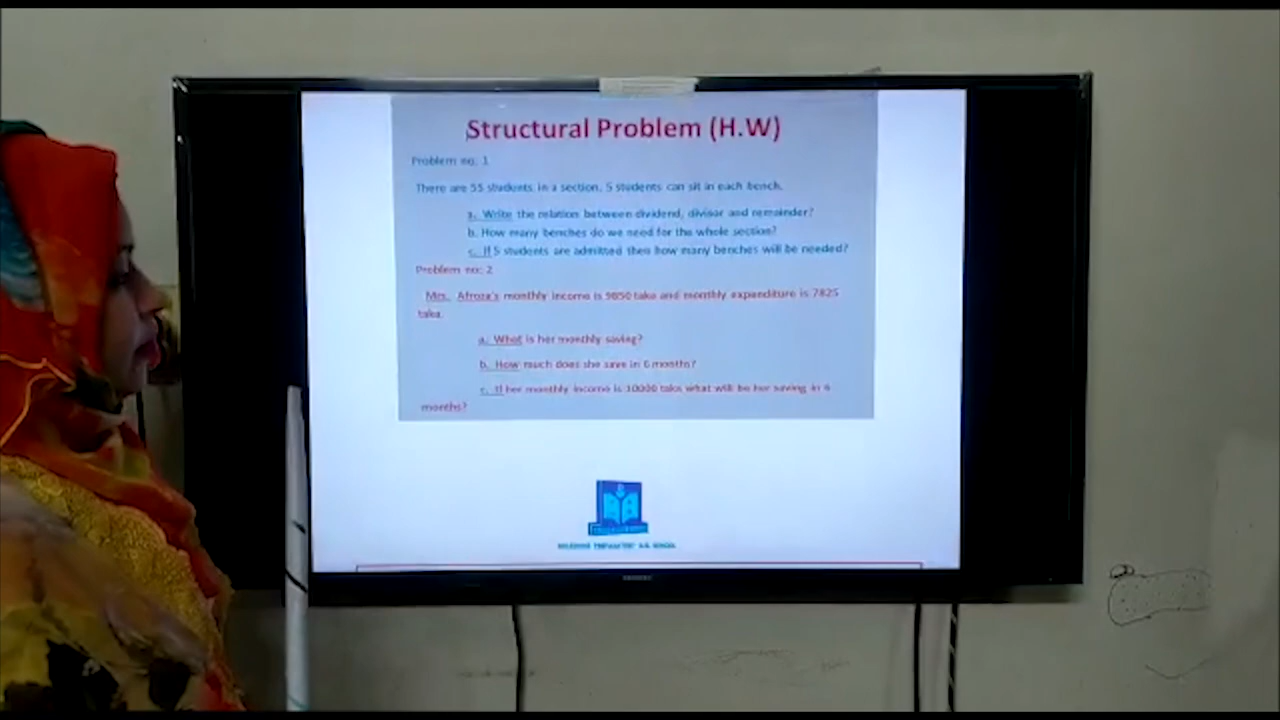 Structural Problem (H.W)
Problem no: 1
There are 55 students in a section. 5 students can sit in each bench.
a. Write the relation between dividend, divisor and remainder?
b. How many benches do we need for the whole section?
c. If 5 students are admitted then how many benches will be needed?
Problem no: 2
Mrs. Afroza's monthly income is 9850 taka and monthly expenditure is 7825
taka.
a. What is her monthly saving?
b. How much does she save in 6 months?
c. If her monthly income is 10000 taka what will be her saving in 6
months?
PREPARATORY SCHOOL